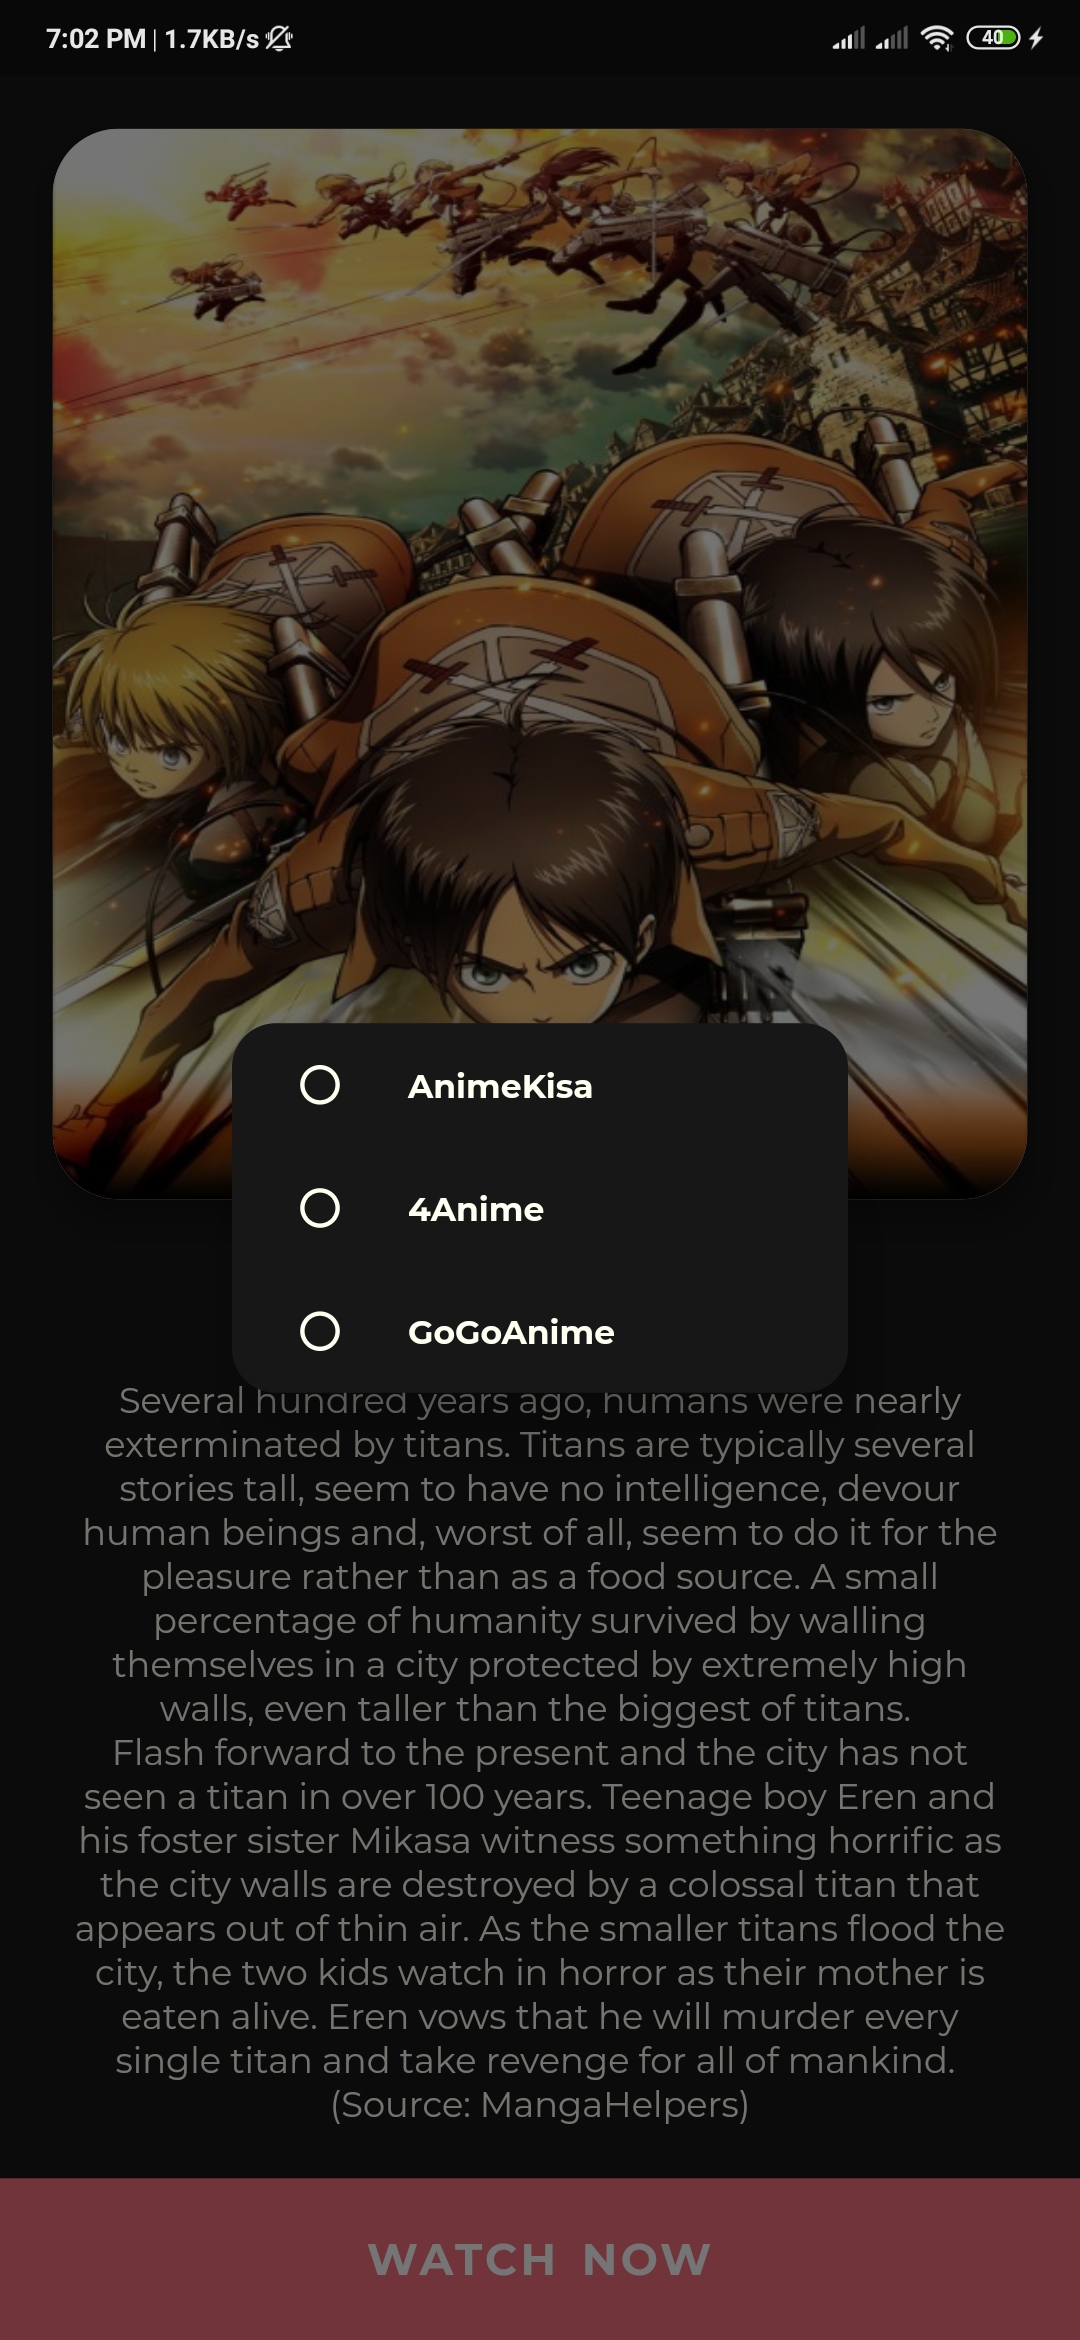 7:02 PM | 1.7KB/s
40
AnimeKisa
4Anime
GoGoAnime
Several hundred years ago, humans were nearly
exterminated by titans. Titans are typically several
stories tall, seem to have no intelligence, devour
human beings and, worst of all, seem to do it for the
pleasure rather than as a food source. A small
percentage of humanity survived by walling
themselves in a city protected by extremely high
walls, even taller than the biggest of titans.
Flash forward to the present and the city has not
seen a titan in over 100 years. Teenage boy Eren and
his foster sister Mikasa witness something horrific as
the city walls are destroyed by a colossal titan that
appears out of thin air. As the smaller titans flood the
city, the two kids watch in horror as their mother is
eaten alive. Eren vows that he will murder every
single titan and take revenge for all of mankind.
(Source: MangaHelpers)
WATCH NOW